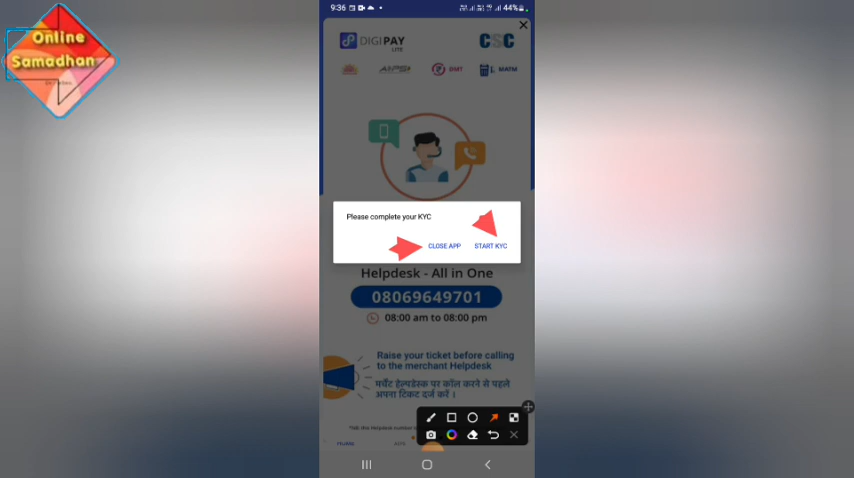 Online
Samadhan
9:36
44%
DIGIPAY
LITE
CSC
AEPS
DMT
MATM
Please complete your KYC
CLOSE APP
START KYC
Helpdesk - All in One
08069649701
08:00 am to 08:00 pm
Raise your ticket before calling
to the merchant Helpdesk
मर्चेंट हेल्पडेस्क पर कॉल करने से पहले
अपना टिकट दर्ज करें ।